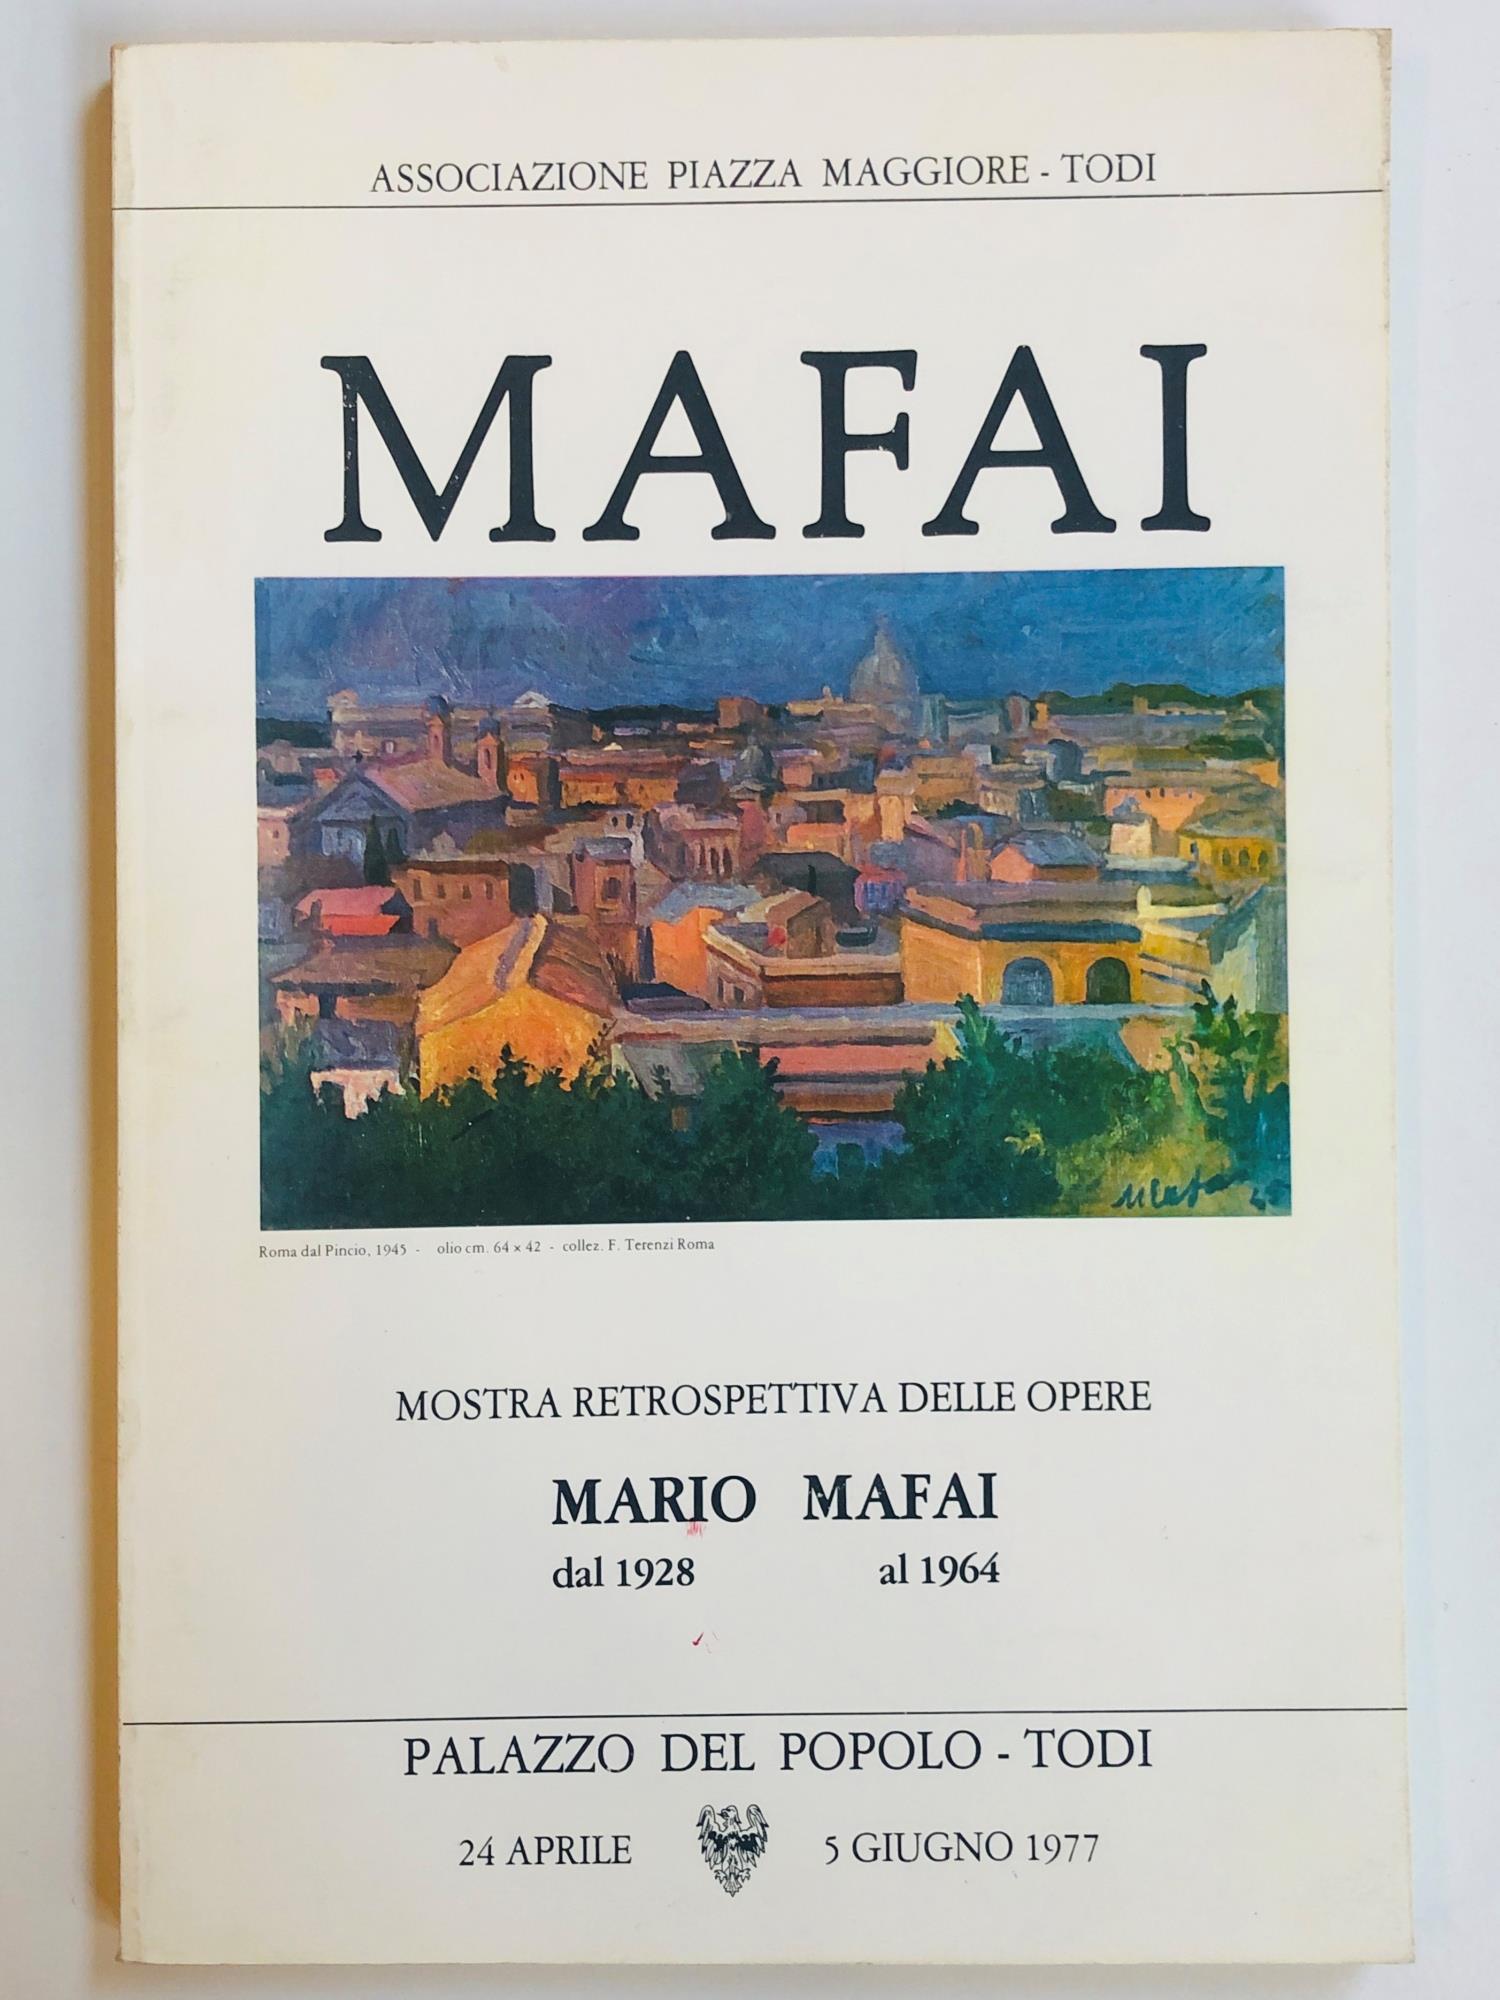 ASSOCIAZIONE PIAZZA MAGGIORE - TODI
MAFAI
Roma dal Pincio, 1945 - olio cm. 64 × 42 - collez. F. Terenzi Roma
MOSTRA RETROSPETTIVA DELLE OPERE
MARIO MAFAI
dal 1928 al 1964
PALAZZO DEL POPOLO - TODI
24 APRILE 5 GIUGNO 1977